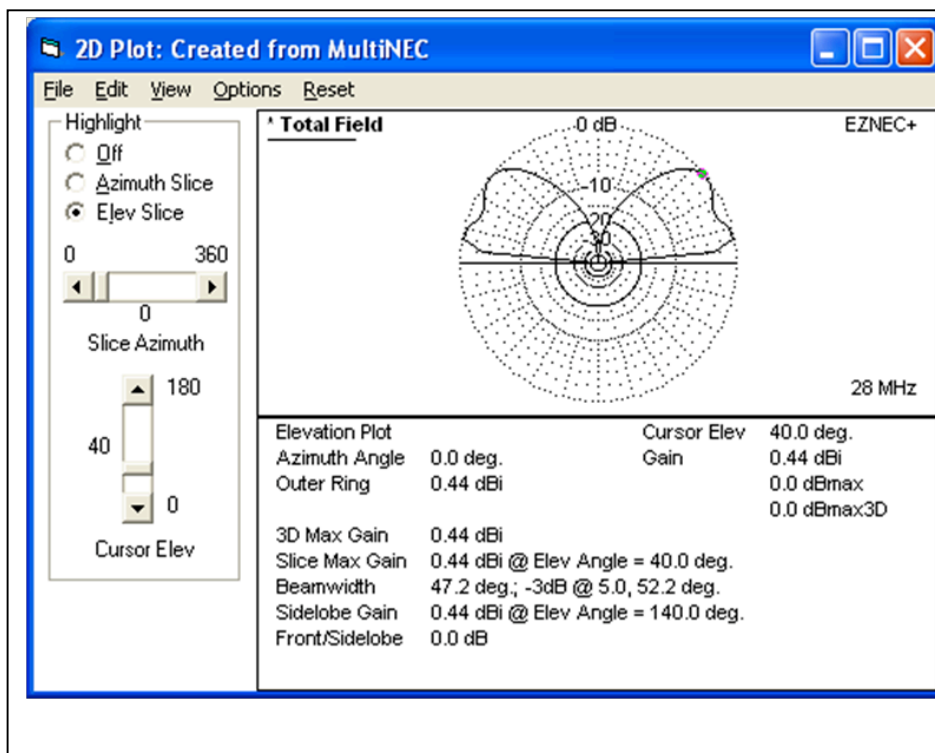 2D Plot: Created from MultiNEC
File Edit View Options Reset
Highlight
Off
Azimuth Slice
Elev Slice
0 360
0
Slice Azimuth
180
40
0
Cursor Elev
* Total Field
0 dB
EZNEC+
-10
20
30
28 MHz
Elevation Plot Cursor Elev 40.0 deg.
Azimuth Angle 0.0 deg. Gain 0.44 dBi
Outer Ring 0.44 dBi 0.0 dBmax
0.0 dBmax3D
3D Max Gain 0.44 dBi
Slice Max Gain 0.44 dBi @ Elev Angle = 40.0 deg.
Beamwidth 47.2 deg.; -3dB @ 5.0, 52.2 deg.
Sidelobe Gain 0.44 dBi @ Elev Angle = 140.0 deg.
Front/Sidelobe 0.0 dB